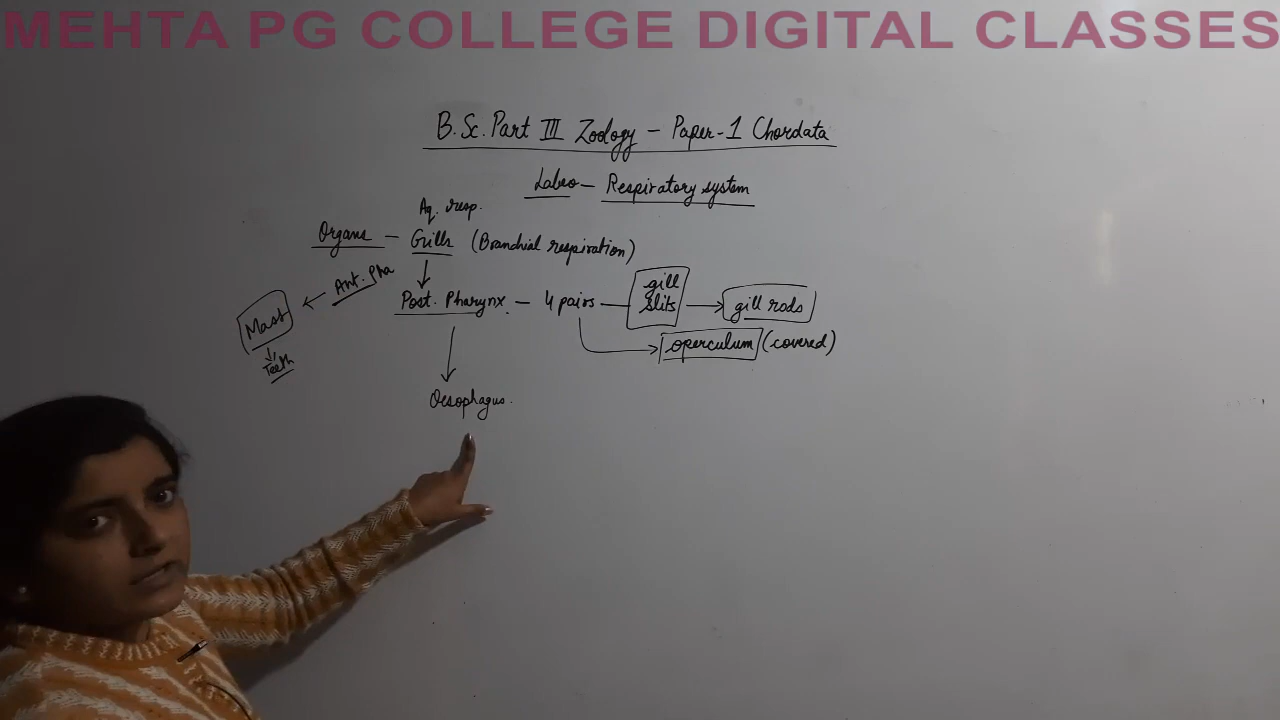 MEHTA PG COLLEGE DIGITAL CLASSES
B.Sc. Part III Zoology - Paper-1 Chordata
Labeo - Respiratory system
Aq. resp.
Organs - Gills (Branchial respiration)
Ant. Pha
Mast
Teeth
Post. Pharynx - 4 pairs
gill slits
gill rods
operculum (covered)
Oesophagus.